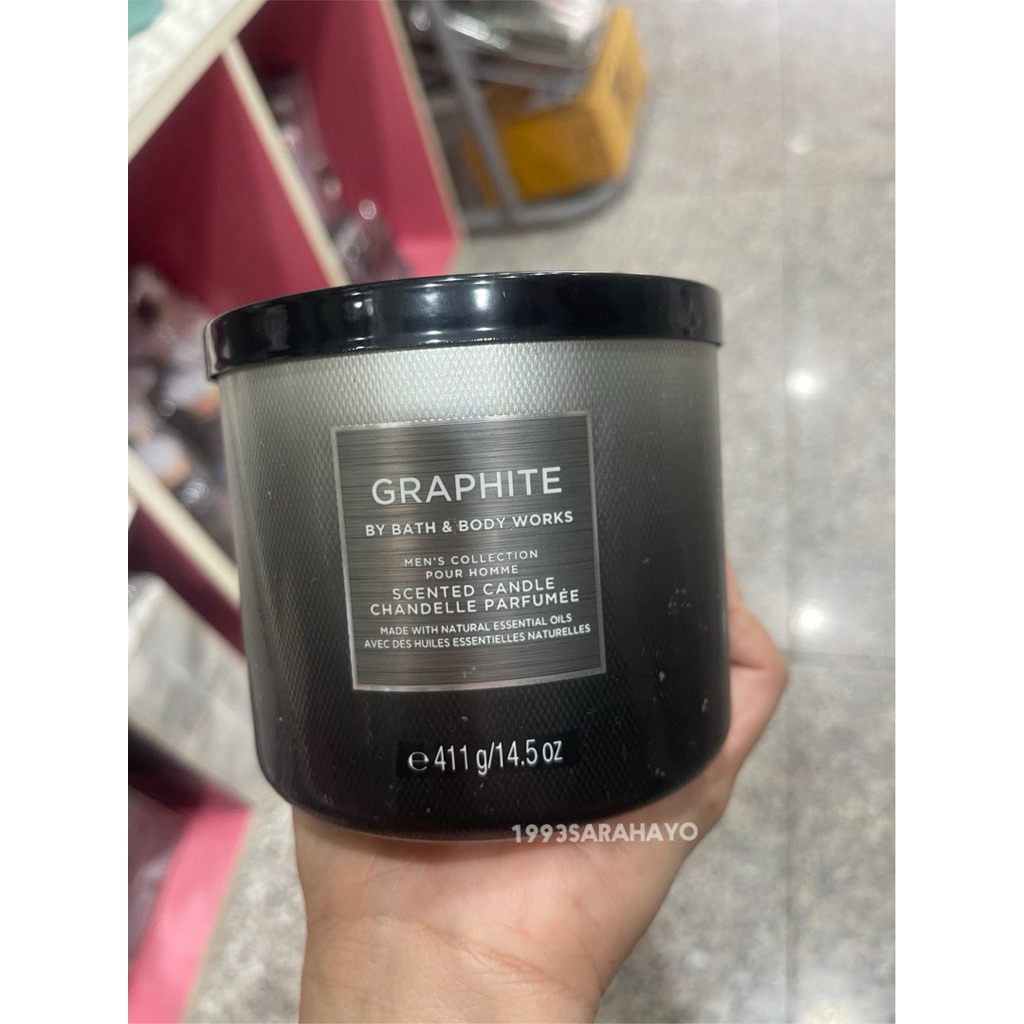 GRAPHITE
BY BATH & BODY WORKS
MEN'S COLLECTION
POUR HOMME
SCENTED CANDLE
CHANDELLE PARFUMÉE
MADE WITH NATURAL ESSENTIAL OILS
AVEC DES HUILES ESSENTIELLES NATURELLES
℮ 411 g/14.5 oz
1993SARAHAYO